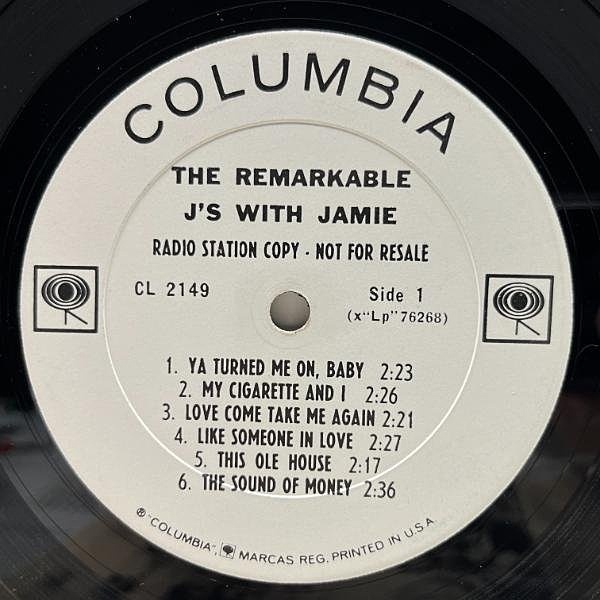 COLUMBIA
THE REMARKABLE
J'S WITH JAMIE
RADIO STATION COPY · NOT FOR RESALE
CL 2149
Side 1
(x"Lp"76268)
1. YA TURNED ME ON, BABY 2:23
2. MY CIGARETTE AND I 2:26
3. LOVE COME TAKE ME AGAIN 2:21
4. LIKE SOMEONE IN LOVE 2:27
5. THIS OLE HOUSE 2:17
6. THE SOUND OF MONEY 2:36
® "COLUMBIA", MARCAS REG. PRINTED IN U.S.A.